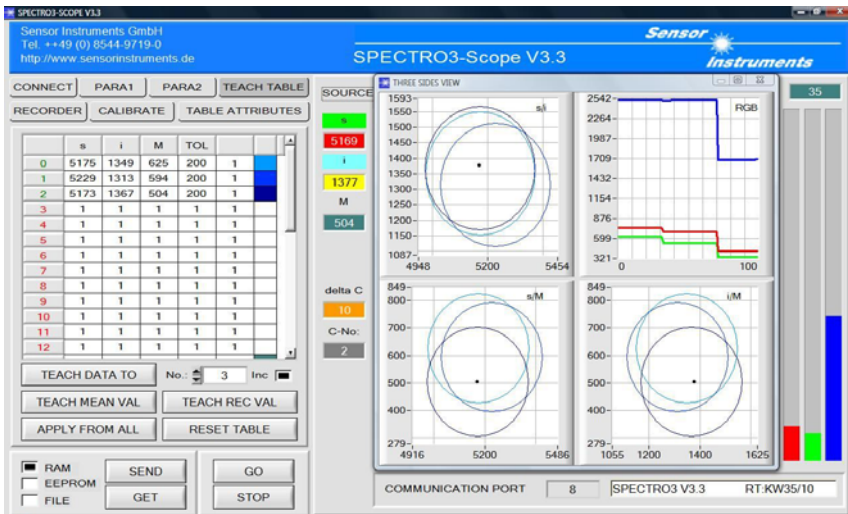 SPECTRO3-SCOPE V3.3
Sensor Instruments GmbH
Tel. ++49 (0) 8544-9719-0
http://www.sensorinstruments.de
SPECTRO3-Scope V3.3
Sensor
Instruments
CONNECT PARA1 PARA2 TEACH TABLE
RECORDER CALIBRATE TABLE ATTRIBUTES
s i M TOL
0 5175 1349 625 200 1
1 5229 1313 594 200 1
2 5173 1367 504 200 1
3 1 1 1 1 1
4 1 1 1 1 1
5 1 1 1 1 1
6 1 1 1 1 1
7 1 1 1 1 1
8 1 1 1 1 1
9 1 1 1 1 1
10 1 1 1 1 1
11 1 1 1 1 1
12 1 1 1 1 1
TEACH DATA TO No.: 3 Inc
TEACH MEAN VAL TEACH REC VAL
APPLY FROM ALL RESET TABLE
RAM
EEPROM
FILE
SEND
GET
GO
STOP
SOURCE
s
5169
i
1377
M
504
delta C
10
C-No:
2
THREE SIDES VIEW
35
s/i
1593
1550
1500
1450
1400
1350
1300
1250
1200
1150
1087
4948 5200 5454
RGB
2542
2264
1987
1709
1432
1154
876
599
321
0 100
s/M
849
800
700
600
500
400
279
4916 5200 5486
i/M
849
800
700
600
500
400
279
1055 1200 1400 1625
COMMUNICATION PORT 8 SPECTRO3 V3.3 RT:KW35/10